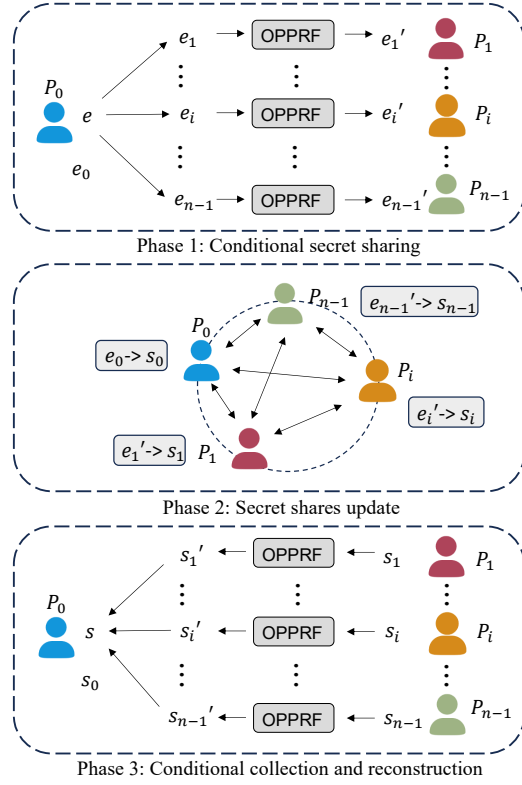 e₁ OPPRF e₁′ P₁
P₀
e eᵢ OPPRF eᵢ′ Pᵢ
e₀
eₙ₋₁ OPPRF eₙ₋₁′ Pₙ₋₁
Phase 1: Conditional secret sharing
Pₙ₋₁ eₙ₋₁′-> sₙ₋₁
P₀
e₀-> s₀ Pᵢ
eᵢ′-> sᵢ
e₁′-> s₁ P₁
Phase 2: Secret shares update
s₁′ OPPRF s₁ P₁
P₀
s sᵢ′ OPPRF sᵢ Pᵢ
s₀
sₙ₋₁′ OPPRF sₙ₋₁ Pₙ₋₁
Phase 3: Conditional collection and reconstruction